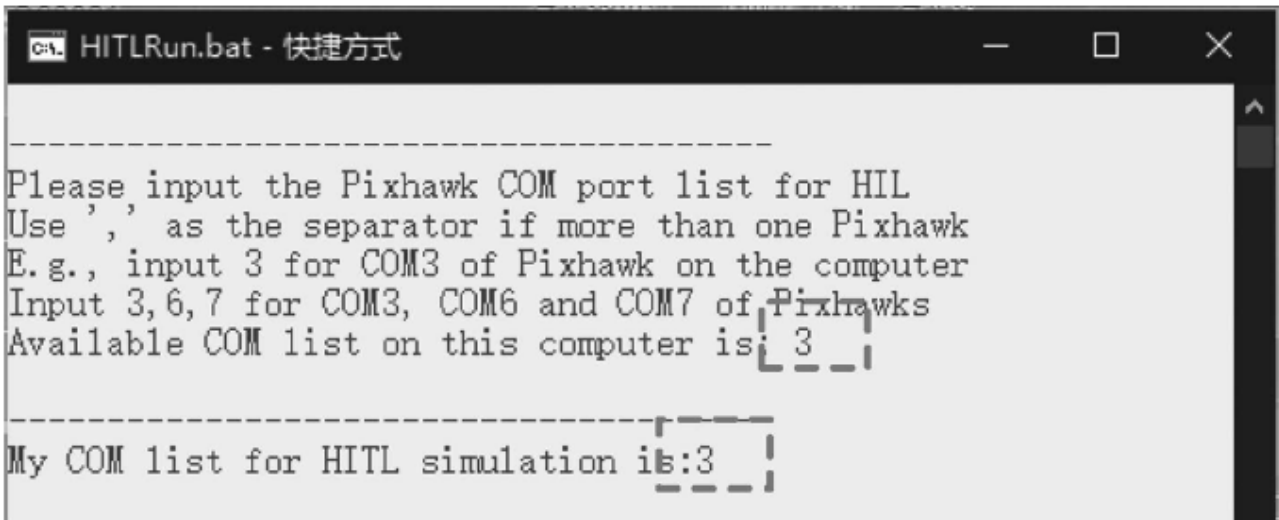 HITLRun.bat - 快捷方式
---------------------------------------
Please input the Pixhawk COM port list for HIL
Use ',' as the separator if more than one Pixhawk
E.g., input 3 for COM3 of Pixhawk on the computer
Input 3,6,7 for COM3, COM6 and COM7 of Pixhawks
Available COM list on this computer is: 3
---------------------------------------
My COM list for HITL simulation is:3